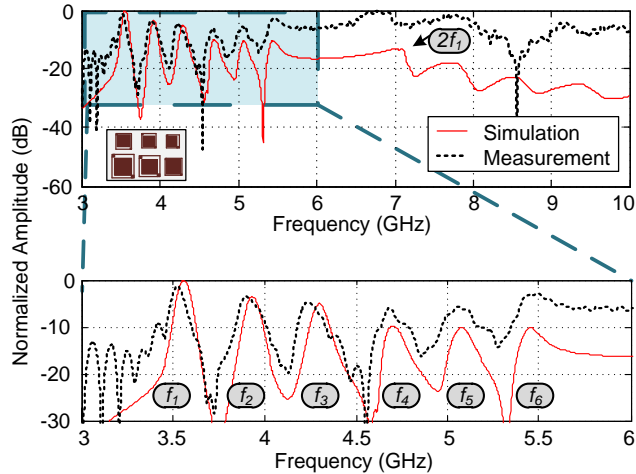 0
-20
-40
-60
3
4
5
6
7
8
9
10
2f1
Simulation
Measurement
Frequency (GHz)
Normalized Amplitude (dB)
0
-10
-20
-30
f1
f2
f3
f4
f5
f6
3
3.5
4
4.5
5
5.5
6
Frequency (GHz)